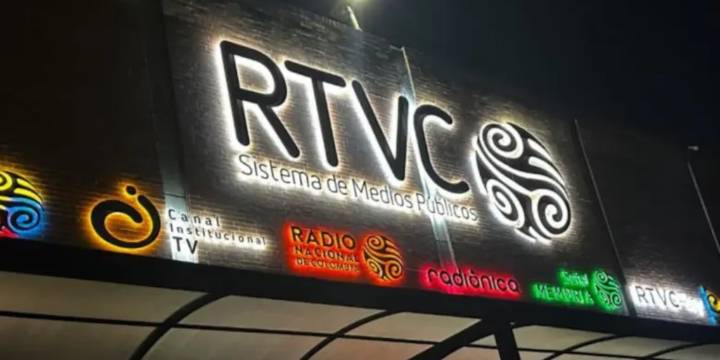 RTVC
Sistema de Medios Públicos
Canal
Institucional
TV
RADIO
NACIONAL
DE COLOMBIA
radiónica
Señal
MEMORIA
RTVC